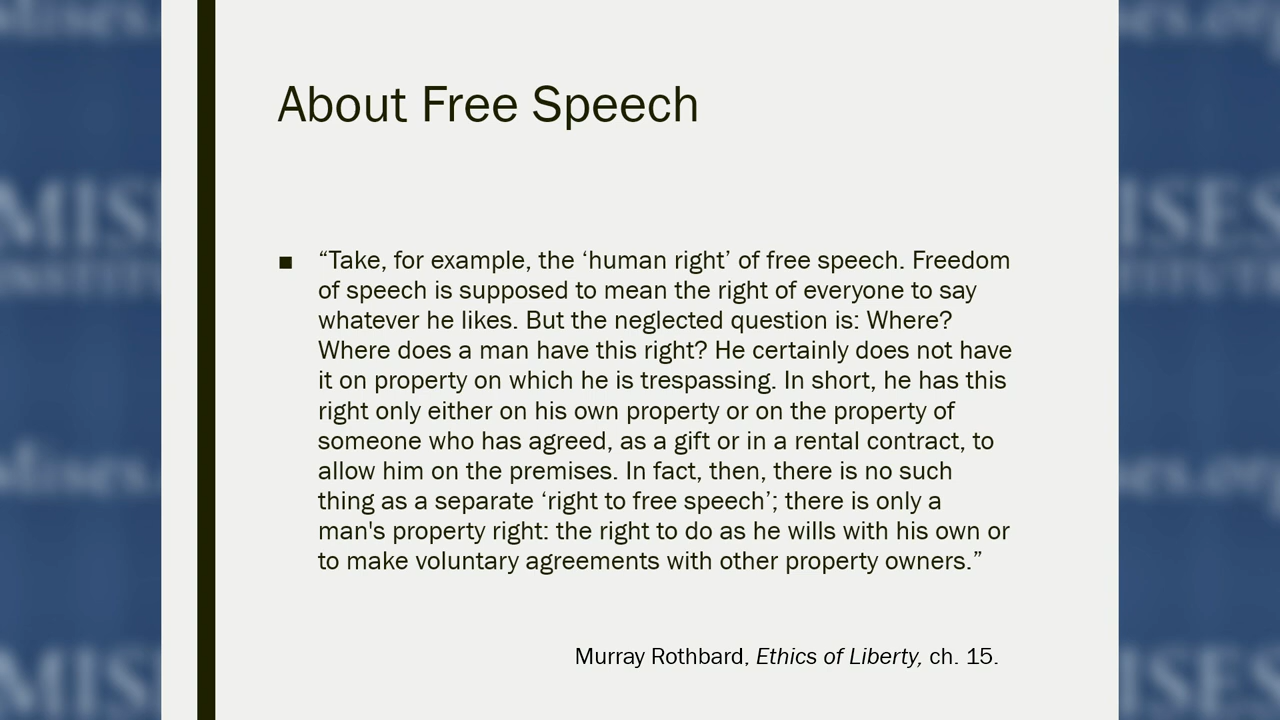 About Free Speech
■ “Take, for example, the ‘human right’ of free speech. Freedom
of speech is supposed to mean the right of everyone to say
whatever he likes. But the neglected question is: Where?
Where does a man have this right? He certainly does not have
it on property on which he is trespassing. In short, he has this
right only either on his own property or on the property of
someone who has agreed, as a gift or in a rental contract, to
allow him on the premises. In fact, then, there is no such
thing as a separate ‘right to free speech’; there is only a
man's property right: the right to do as he wills with his own or
to make voluntary agreements with other property owners.”
Murray Rothbard, Ethics of Liberty, ch. 15.